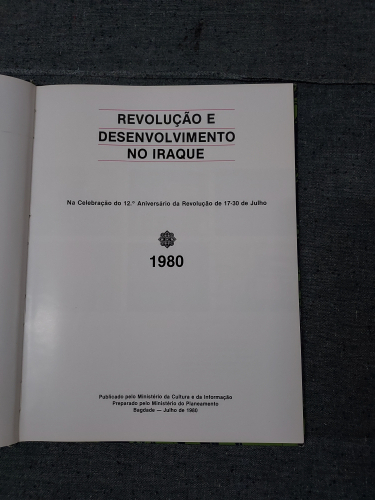 REVOLUÇÃO E
DESENVOLVIMENTO
NO IRAQUE
Na Celebração do 12.º Aniversário da Revolução de 17-30 de Julho
1980
Publicado pelo Ministério da Cultura e da Informação
Preparado pelo Ministério do Planeamento
Bagdade — Julho de 1980